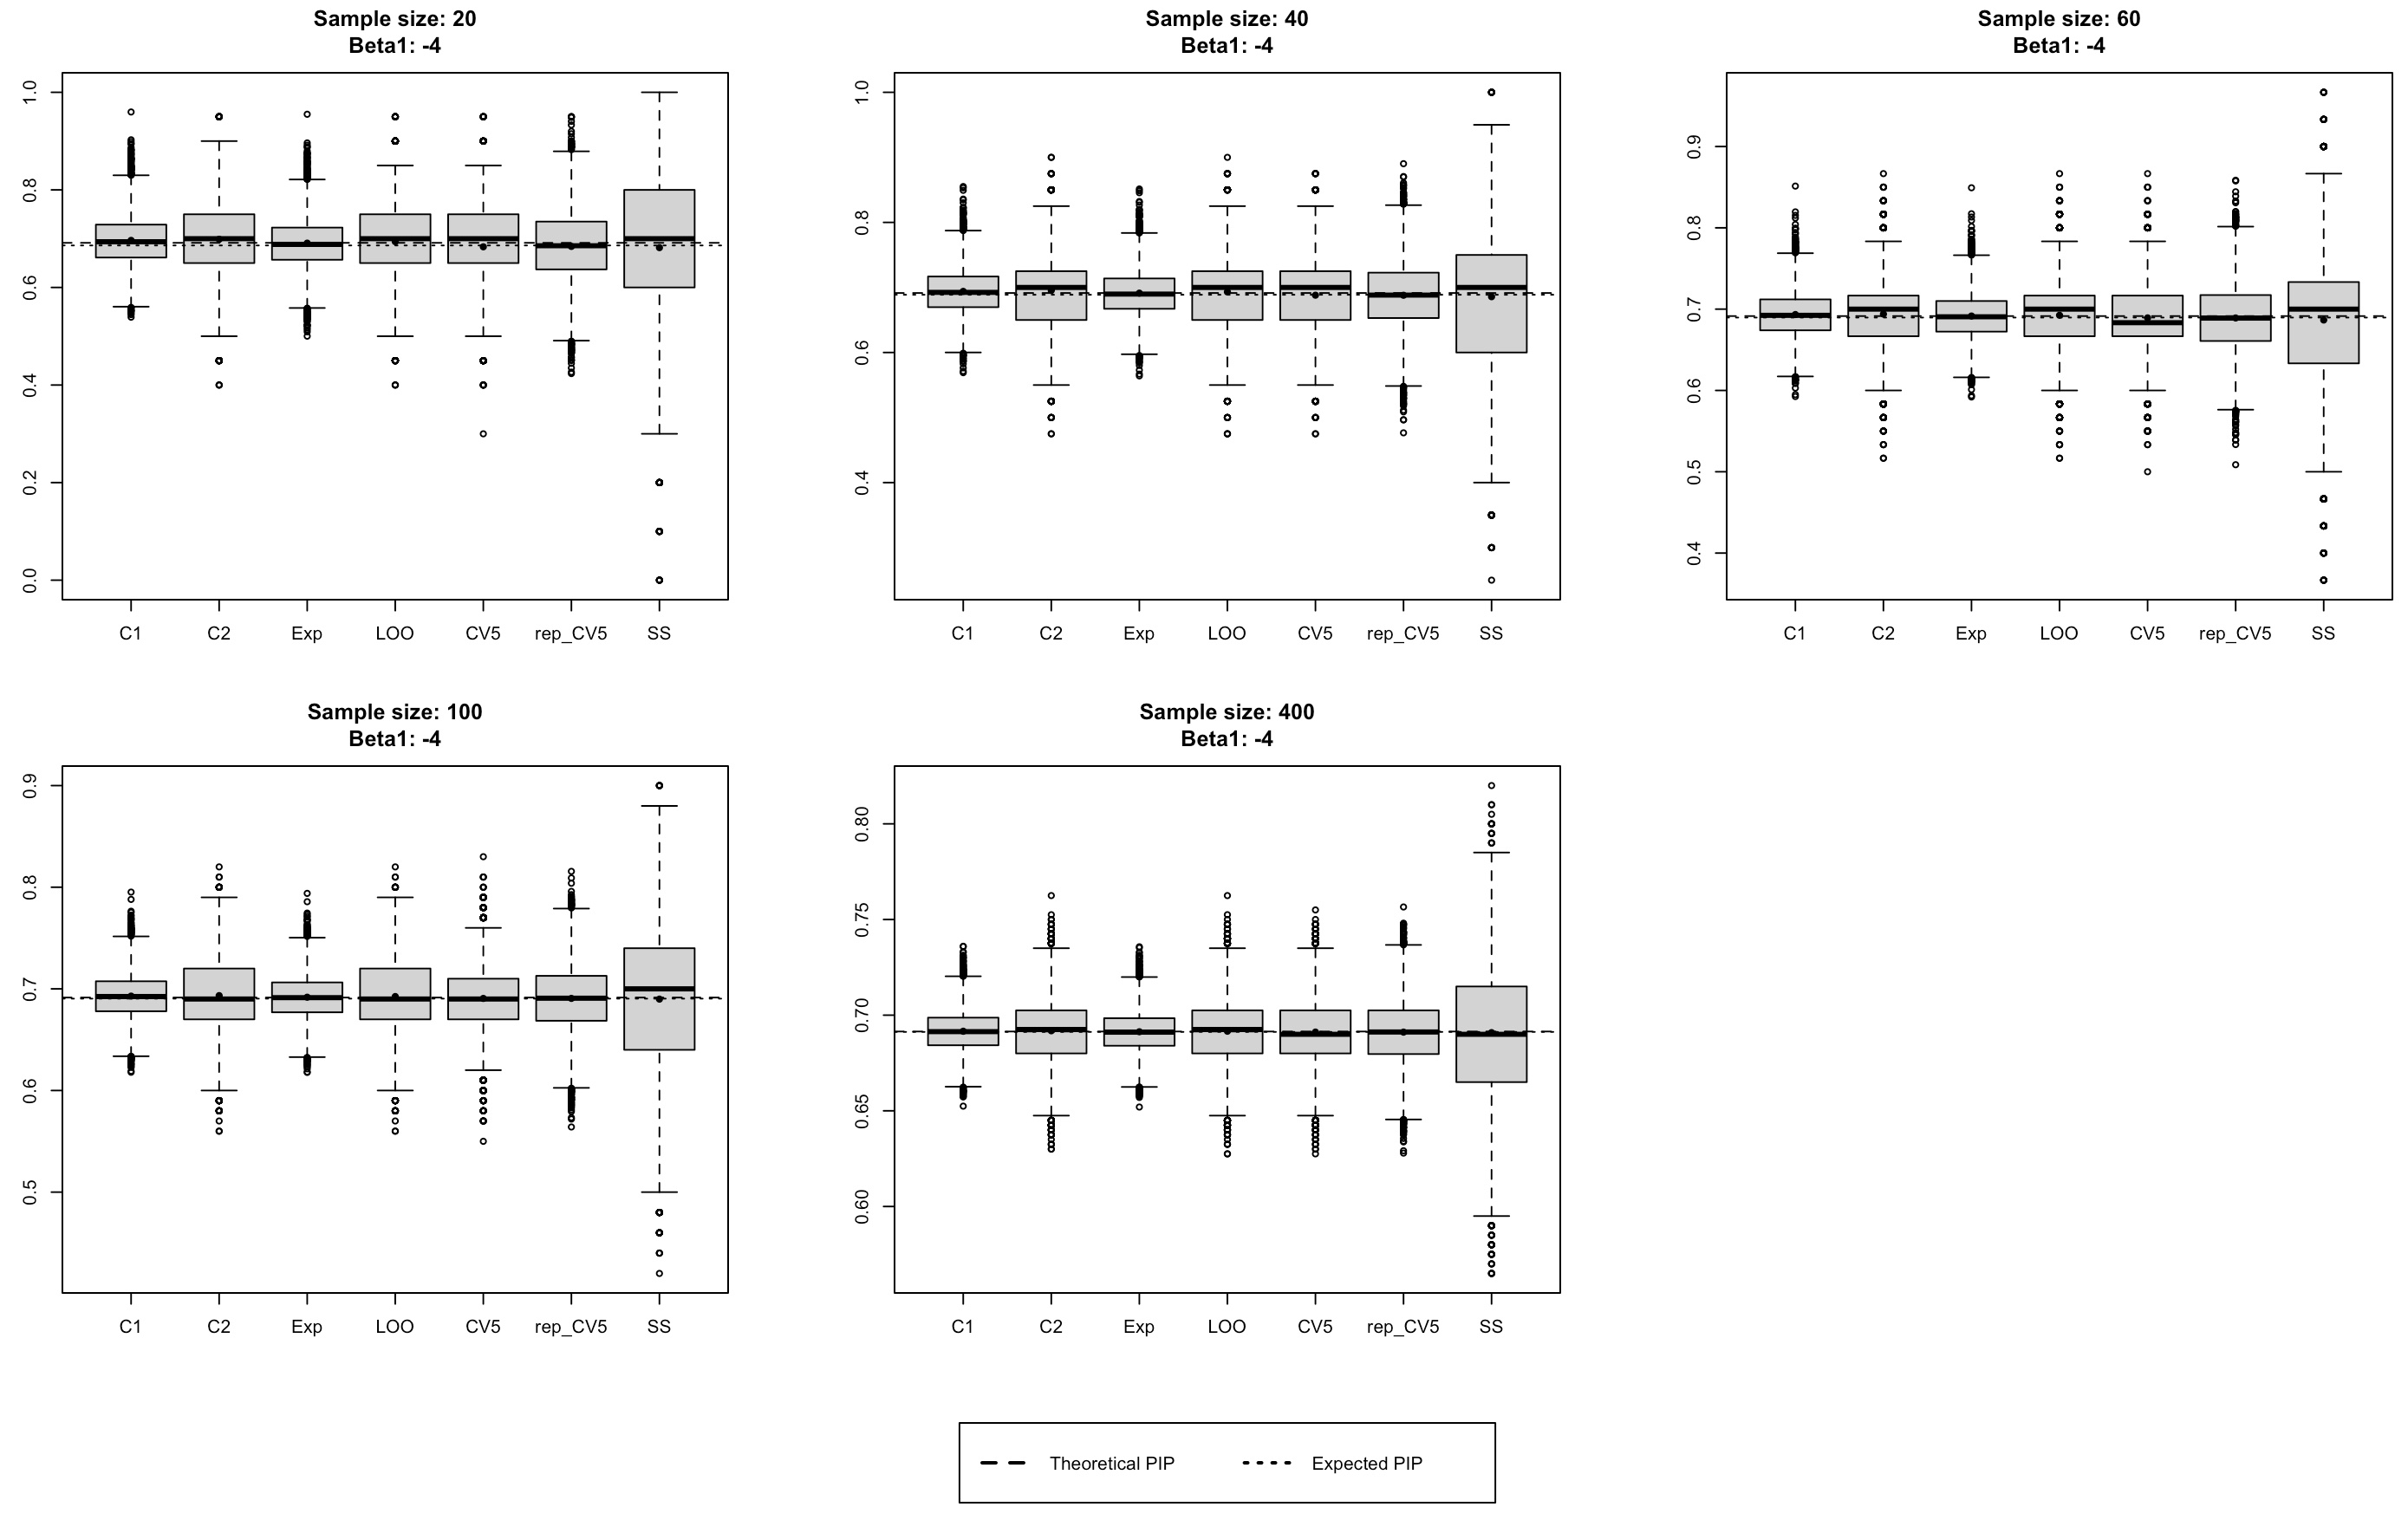 Sample size: 20
Beta1: -4
1.0
0.8
0.6
0.4
0.2
0.0
C1 C2 Exp LOO CV5 rep_CV5 SS
Sample size: 40
Beta1: -4
1.0
0.8
0.6
0.4
C1 C2 Exp LOO CV5 rep_CV5 SS
Sample size: 60
Beta1: -4
0.9
0.8
0.7
0.6
0.5
0.4
C1 C2 Exp LOO CV5 rep_CV5 SS
Sample size: 100
Beta1: -4
0.9
0.8
0.7
0.6
0.5
C1 C2 Exp LOO CV5 rep_CV5 SS
Sample size: 400
Beta1: -4
0.80
0.75
0.70
0.65
0.60
C1 C2 Exp LOO CV5 rep_CV5 SS
Theoretical PIP Expected PIP